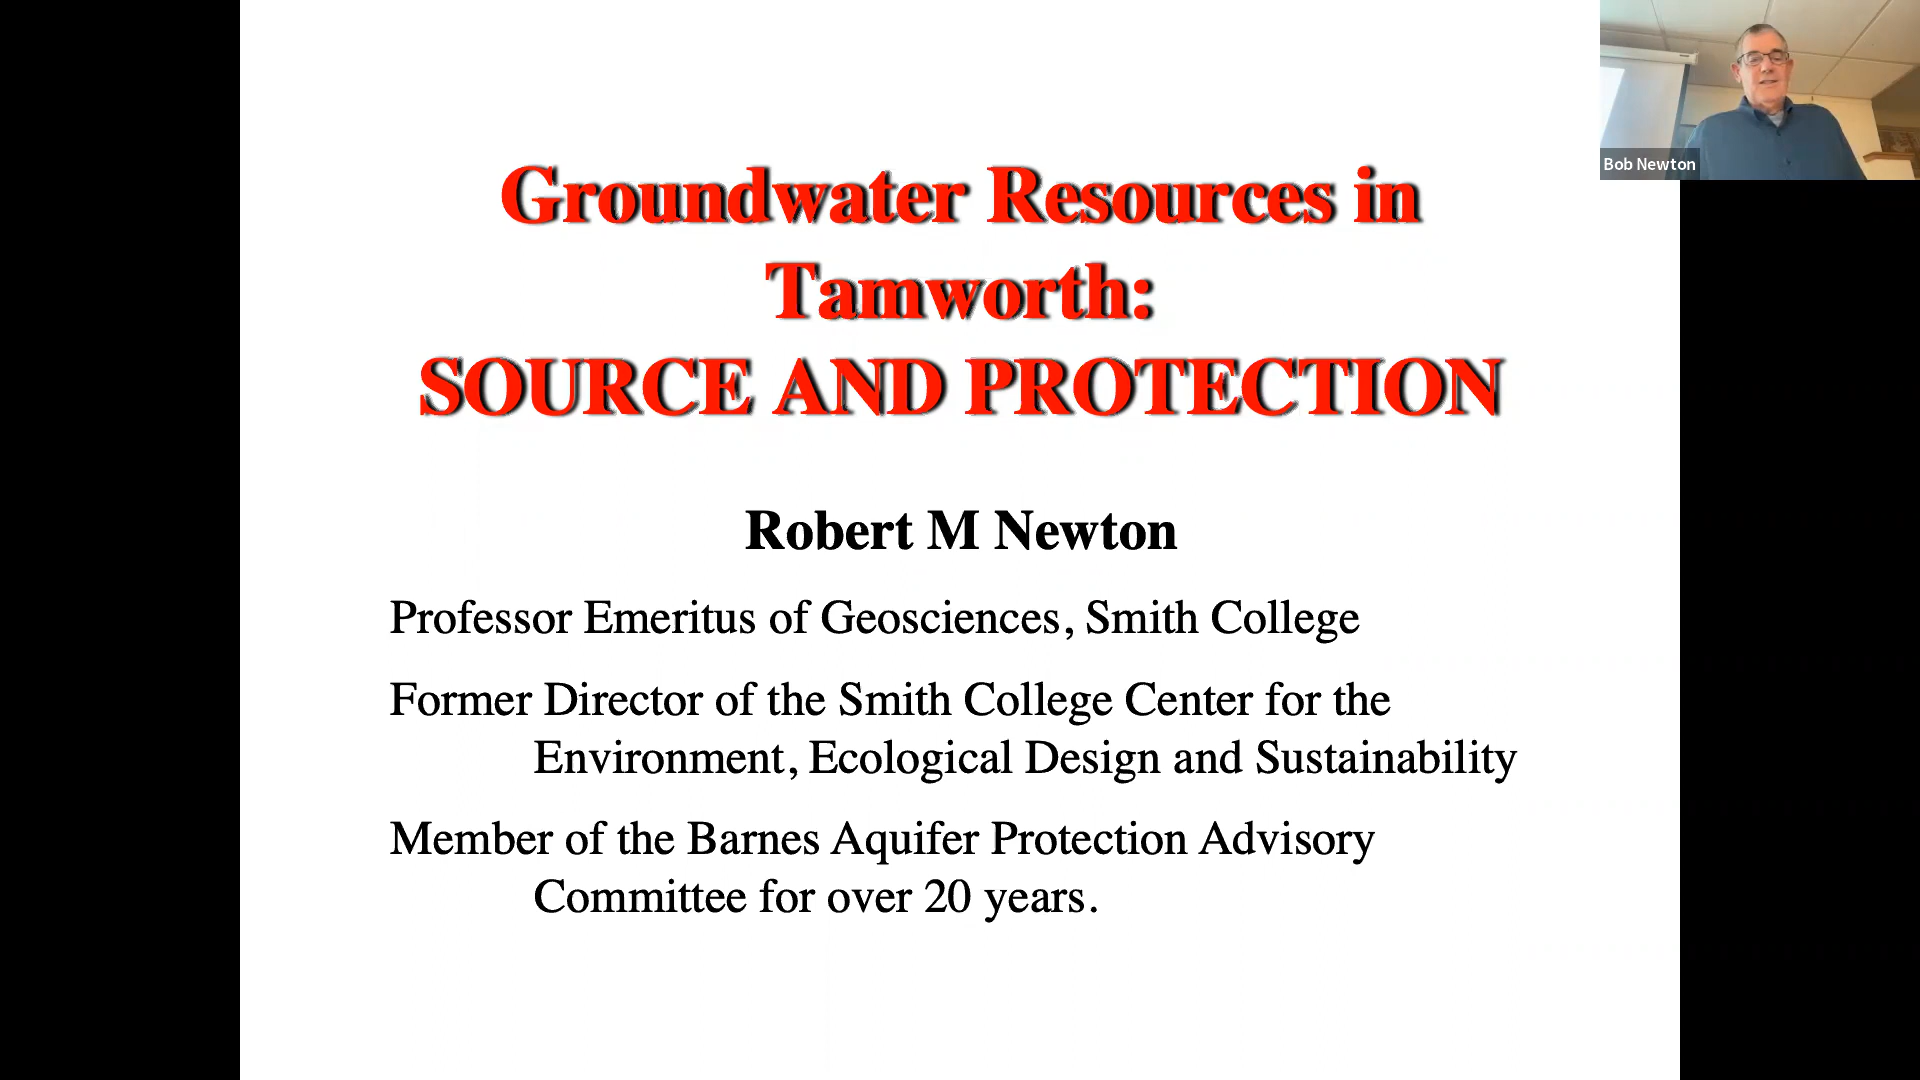 Groundwater Resources in
Tamworth:
SOURCE AND PROTECTION
Robert M Newton
Professor Emeritus of Geosciences, Smith College
Former Director of the Smith College Center for the
Environment, Ecological Design and Sustainability
Member of the Barnes Aquifer Protection Advisory
Committee for over 20 years.
Bob Newton